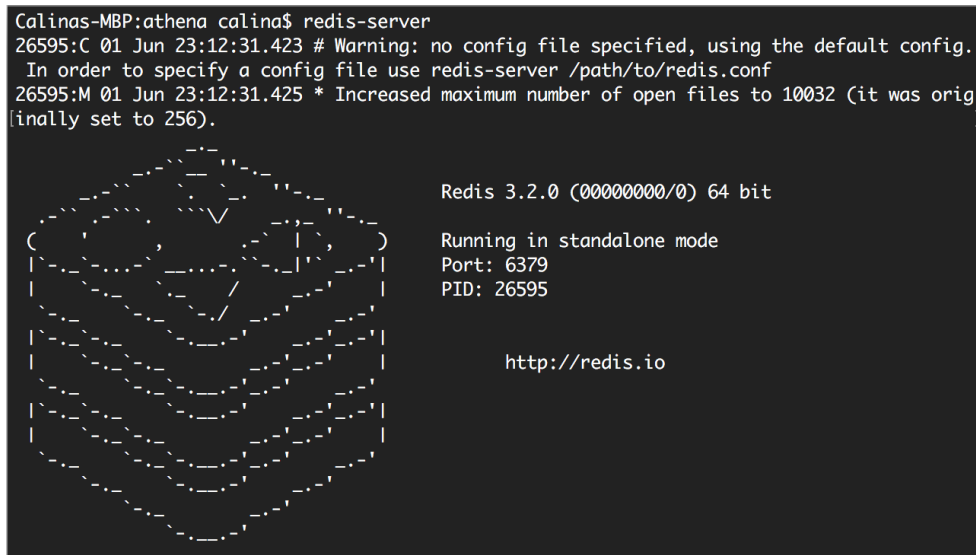 Calinas-MBP:athena calina$ redis-server
26595:C 01 Jun 23:12:31.423 # Warning: no config file specified, using the default config.
In order to specify a config file use redis-server /path/to/redis.conf
26595:M 01 Jun 23:12:31.425 * Increased maximum number of open files to 10032 (it was orig
[inally set to 256).
Redis 3.2.0 (00000000/0) 64 bit
Running in standalone mode
Port: 6379
PID: 26595
http://redis.io